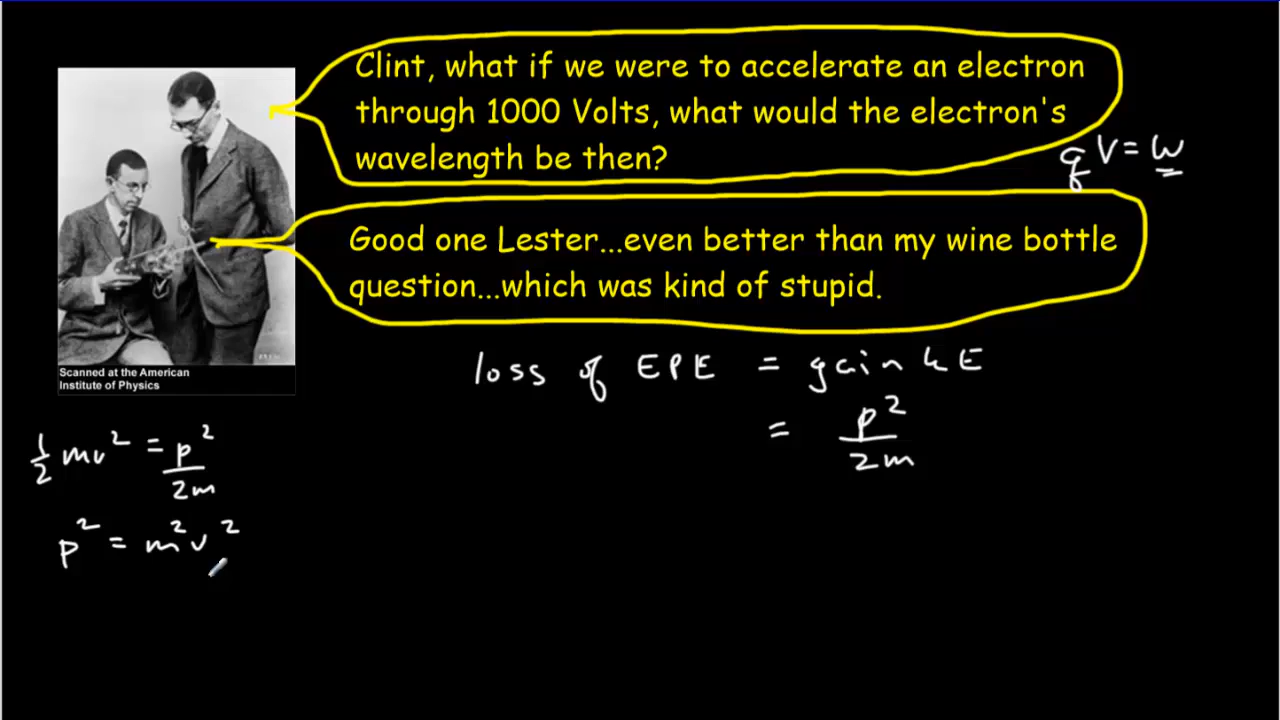 Clint, what if we were to accelerate an electron
through 1000 Volts, what would the electron's
wavelength be then?
q V = w
Good one Lester...even better than my wine bottle
question...which was kind of stupid.
Scanned at the American
Institute of Physics
loss of EPE = gain kE
= p²/2m
½ mv² = p²/2m
p² = m²v²